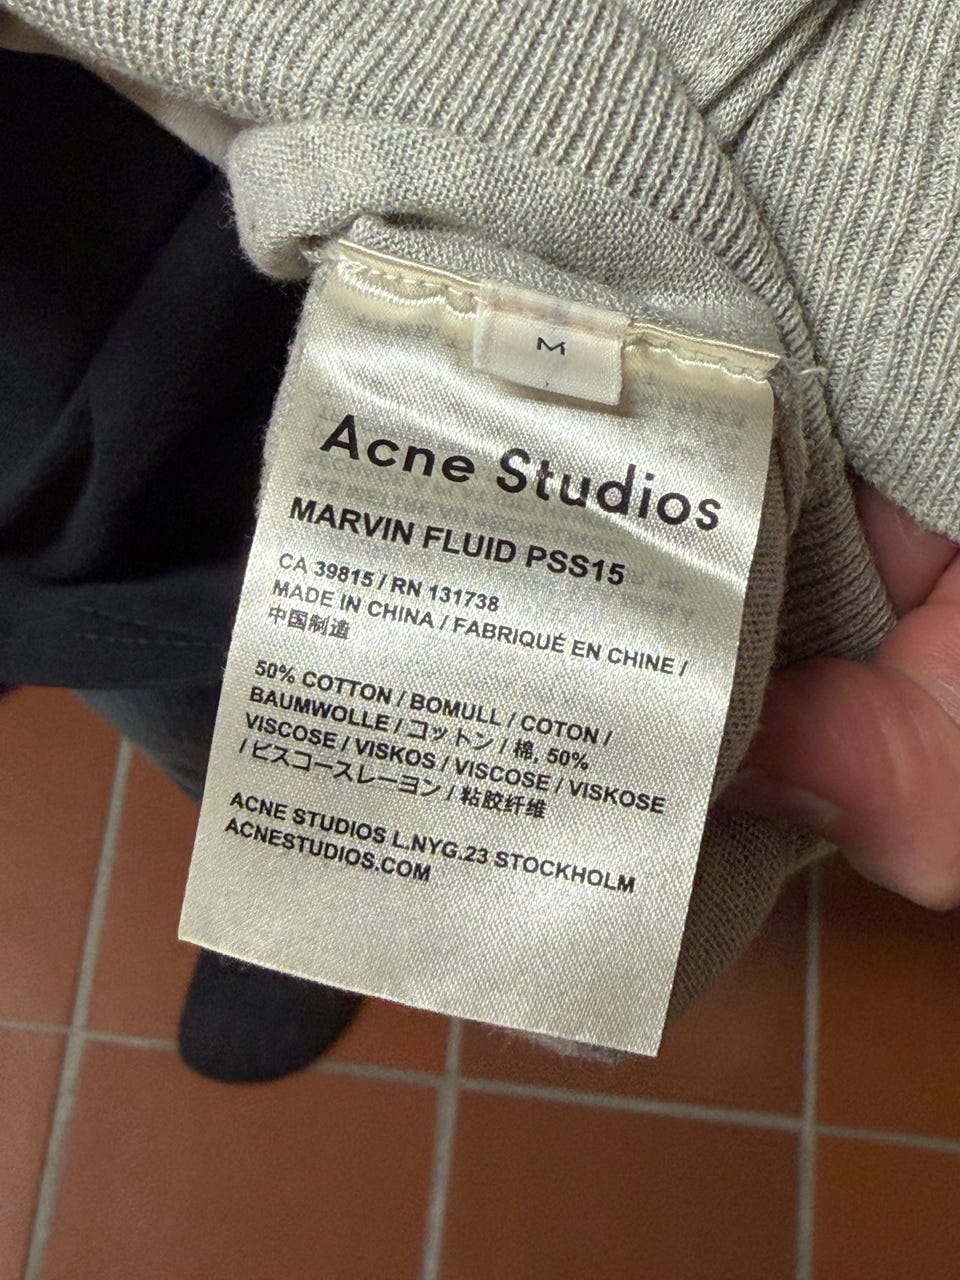 M
Acne Studios
MARVIN FLUID PSS15
CA 39815 / RN 131738
MADE IN CHINA / FABRIQUÉ EN CHINE /
中国制造
50% COTTON / BOMULL / COTON /
BAUMWOLLE / コットン / 棉, 50%
VISCOSE / VISKOS / VISCOSE / VISKOSE
/ ビスコースレーヨン / 粘胶纤维
ACNE STUDIOS L.NYG.23 STOCKHOLM
ACNESTUDIOS.COM